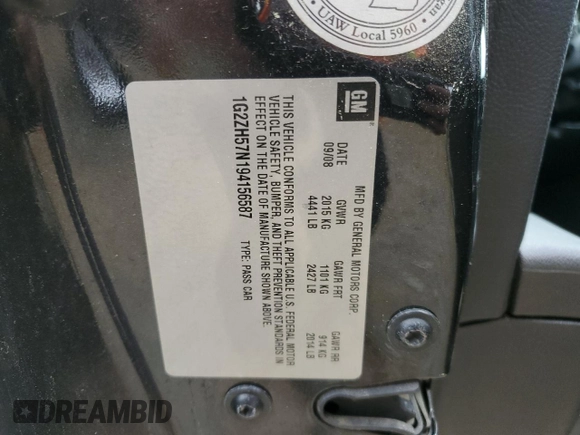 UAW Local 5960
GM
MFD BY GENERAL MOTORS CORP.
DATE GVWR GAWR FRT GAWR RR
09/08 2015 KG 1101 KG 914 KG
4441 LB 2427 LB 2014 LB
THIS VEHICLE CONFORMS TO ALL APPLICABLE U.S. FEDERAL MOTOR
VEHICLE SAFETY, BUMPER, AND THEFT PREVENTION STANDARDS IN
EFFECT ON THE DATE OF MANUFACTURE SHOWN ABOVE.
1G2ZH57N194156587 TYPE: PASS CAR
DREAMBID